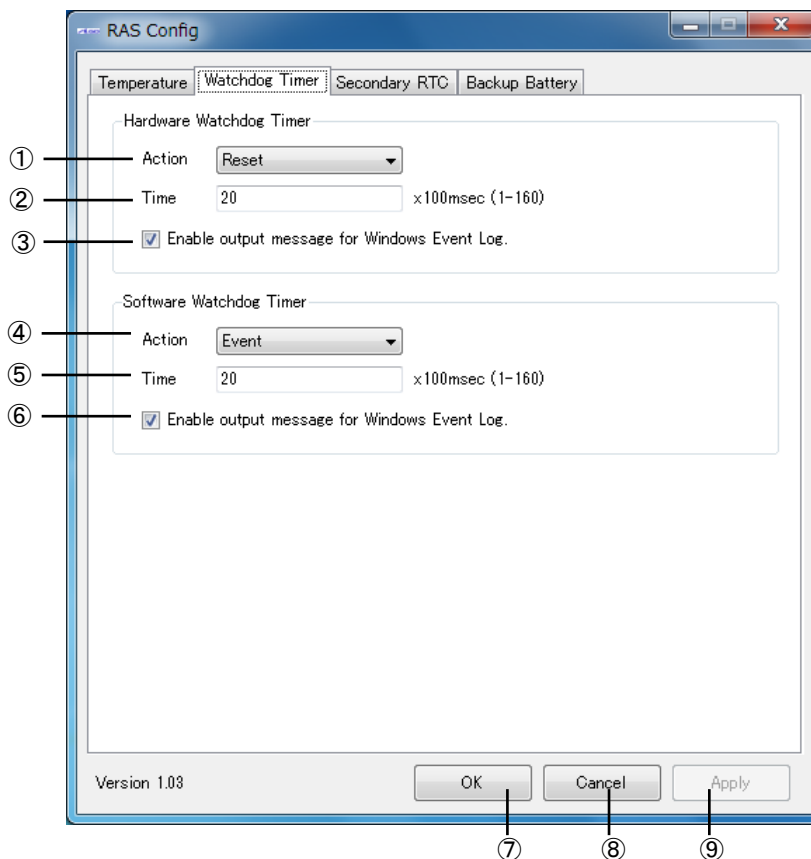 RAS Config
Temperature Watchdog Timer Secondary RTC Backup Battery
Hardware Watchdog Timer
① Action Reset
② Time 20 x100msec (1-160)
③ Enable output message for Windows Event Log.
Software Watchdog Timer
④ Action Event
⑤ Time 20 x100msec (1-160)
⑥ Enable output message for Windows Event Log.
Version 1.03 OK Cancel Apply
⑦ ⑧ ⑨